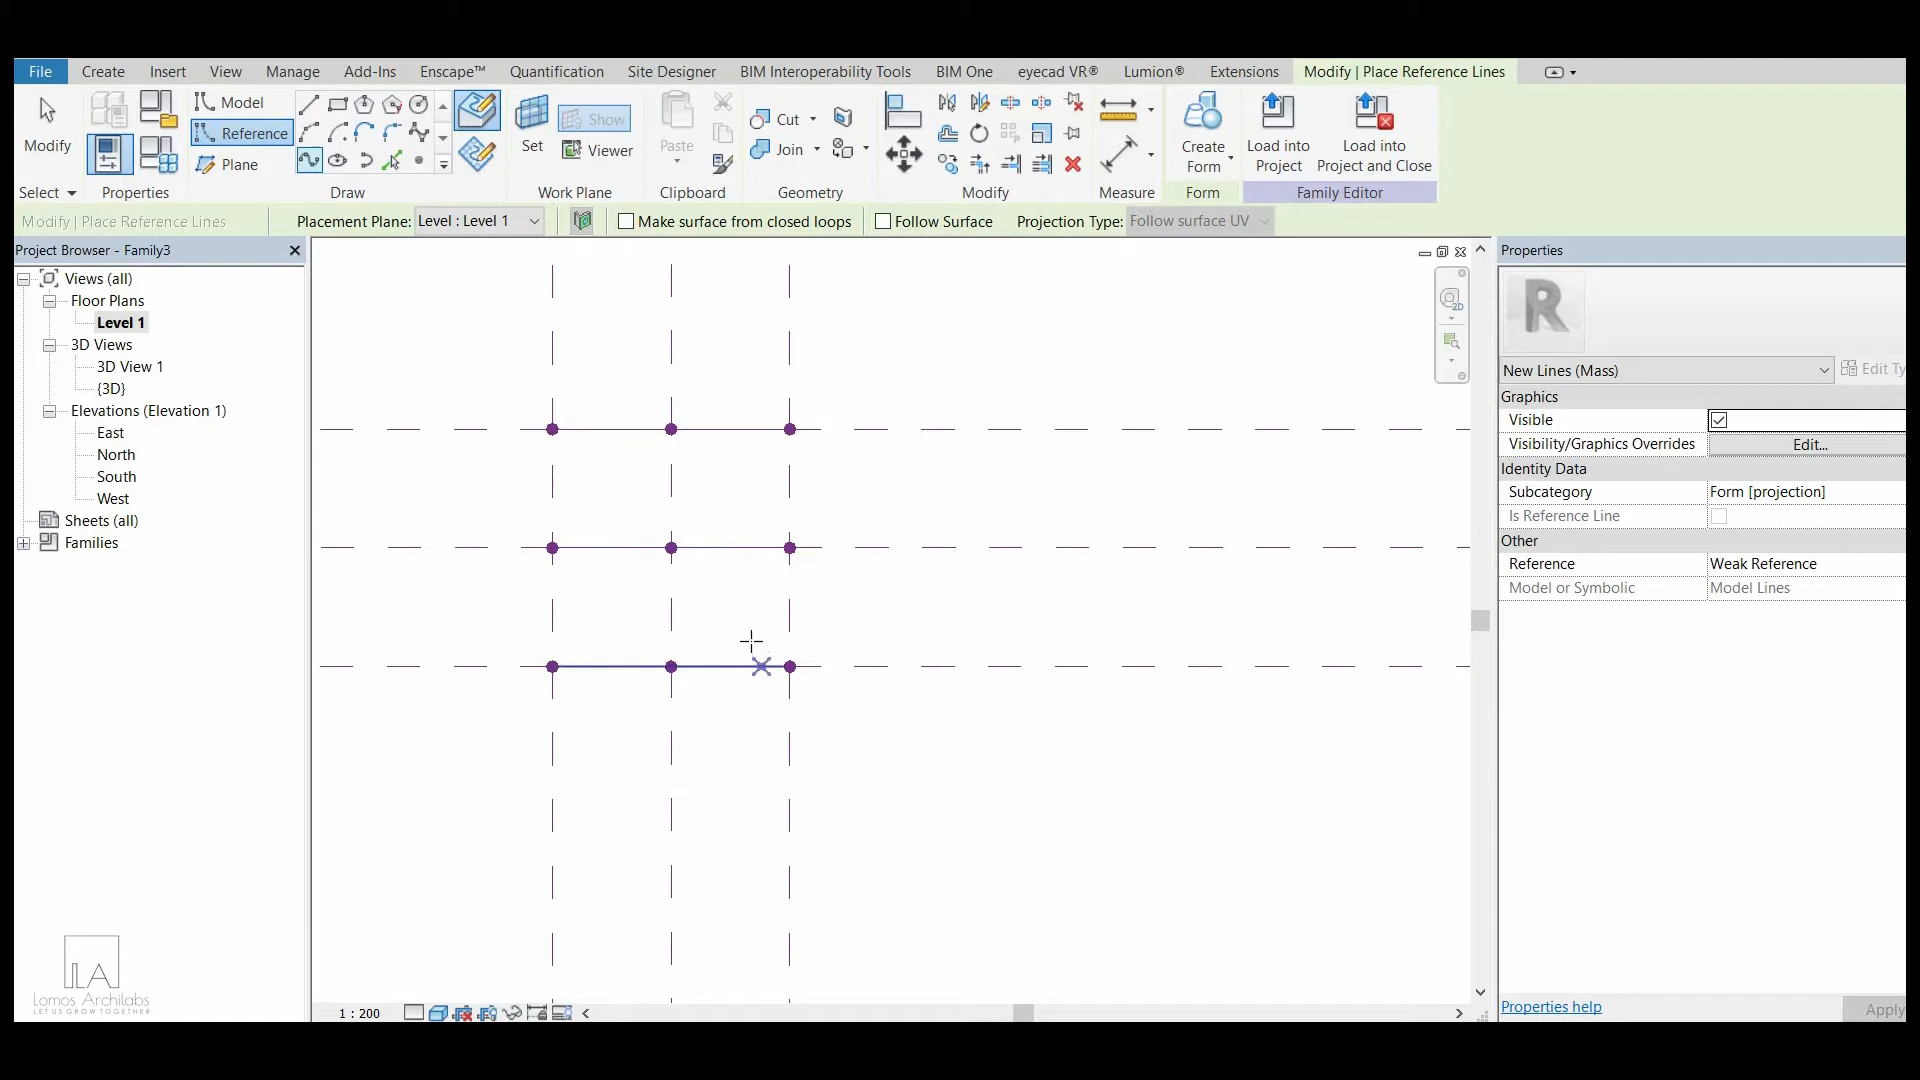 File Create Insert View Manage Add-Ins Enscape™ Quantification Site Designer BIM Interoperability Tools BIM One eyecad VR® Lumion® Extensions Modify | Place Reference Lines
Modify
Select
Properties
Model
Reference
Plane
Draw
Set
Show
Viewer
Work Plane
Paste
Clipboard
Cut
Join
Geometry
Modify
Measure
Create
Form
Form
Load into
Project
Load into
Project and Close
Family Editor
Modify | Place Reference Lines Placement Plane: Level : Level 1 Make surface from closed loops Follow Surface Projection Type: Follow surface UV
Project Browser - Family3
Views (all)
Floor Plans
Level 1
3D Views
3D View 1
{3D}
Elevations (Elevation 1)
East
North
South
West
Sheets (all)
Families
LA
Lomos Archilabs
LET US GROW TOGETHER
2D
1 : 200
Properties
R
New Lines (Mass) Edit Ty
Graphics
Visible
Visibility/Graphics Overrides Edit...
Identity Data
Subcategory Form [projection]
Is Reference Line
Other
Reference Weak Reference
Model or Symbolic Model Lines
Properties help Apply